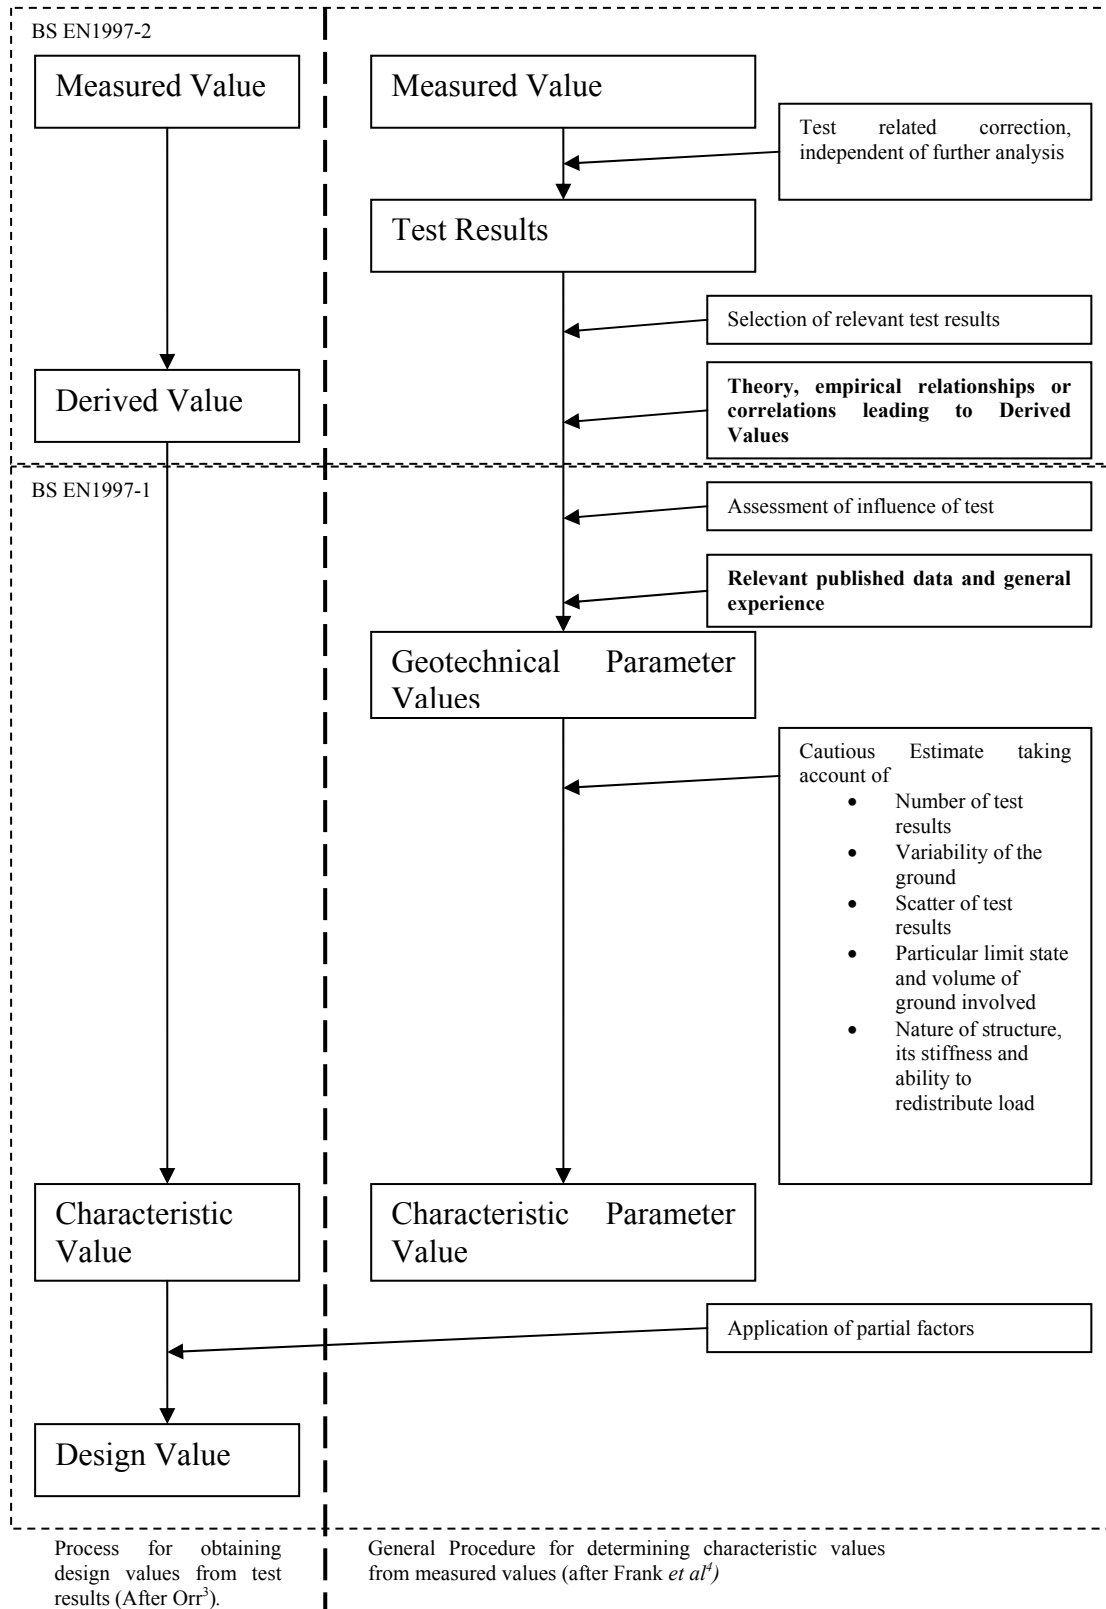 BS EN1997-2
Measured Value
Measured Value
Test related correction,
independent of further analysis
Test Results
Selection of relevant test results
Derived Value
Theory, empirical relationships or
correlations leading to Derived
Values
BS EN1997-1
Assessment of influence of test
Relevant published data and general
experience
Geotechnical Parameter
Values
Cautious Estimate taking
account of
• Number of test
results
• Variability of the
ground
• Scatter of test
results
• Particular limit state
and volume of
ground involved
• Nature of structure,
its stiffness and
ability to
redistribute load
Characteristic
Value
Characteristic Parameter
Value
Application of partial factors
Design Value
Process for obtaining
design values from test
results (After Orr³).
General Procedure for determining characteristic values
from measured values (after Frank et al⁴)